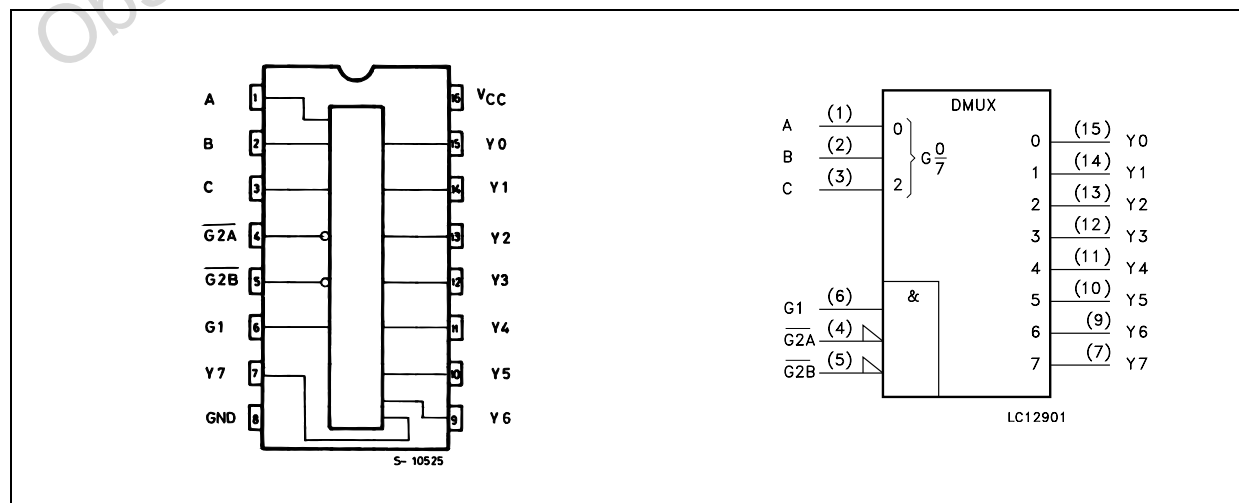 Obs
A 1 16 VCC
B 2 15 Y0
C 3 14 Y1
G2A 4 13 Y2
G2B 5 12 Y3
G1 6 11 Y4
Y7 7 10 Y5
GND 8 9 Y6
S-10525
DMUX
A (1) 0 0 (15) Y0
B (2) G 0/7 1 (14) Y1
C (3) 2 2 (13) Y2
3 (12) Y3
4 (11) Y4
& 5 (10) Y5
G1 (6) 6 (9) Y6
G2A (4) 7 (7) Y7
G2B (5)
LC12901